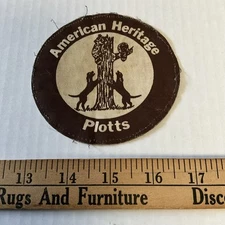 American Heritage
Plotts
13 14 15 16 17
Rugs And Furniture Disc